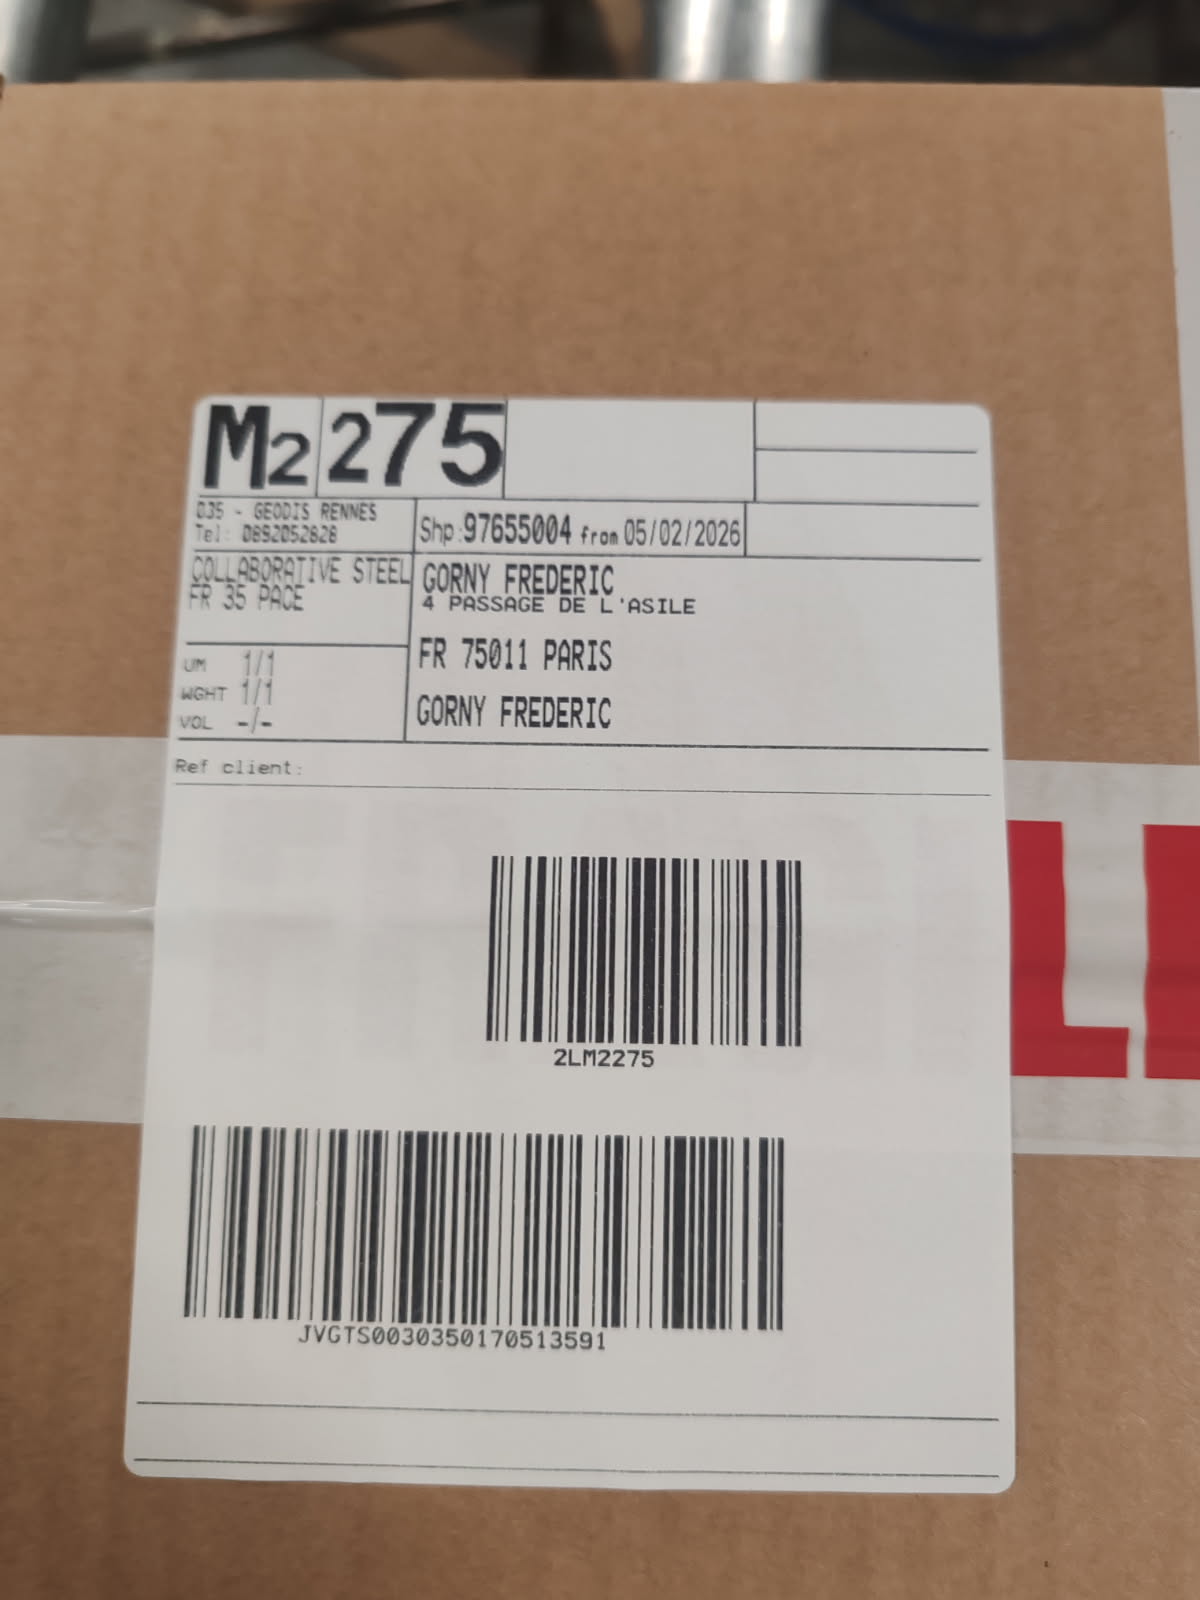 M2 275
035 - GEODIS RENNES
Tel: 0892052828
Shp:97655004 from 05/02/2026
COLLABORATIVE STEEL
FR 35 PACE
GORNY FREDERIC
4 PASSAGE DE L'ASILE
FR 75011 PARIS
GORNY FREDERIC
UM 1/1
WGHT 1/1
VOL -/-
Ref client:
2LM2275
JVGTS0030350170513591